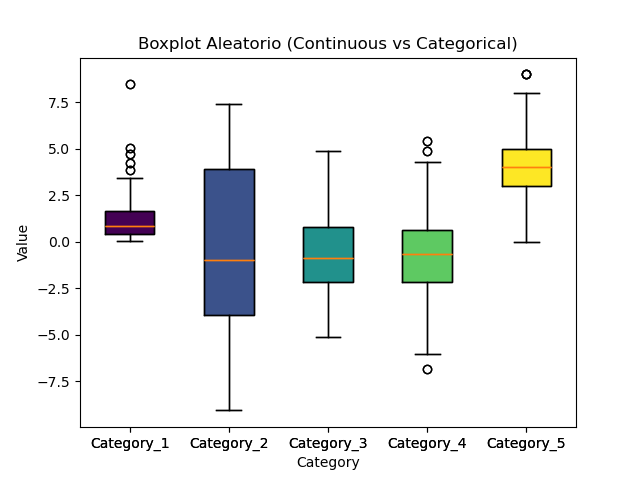 Boxplot Aleatorio (Continuous vs Categorical)
Value
7.5
5.0
2.5
0.0
−2.5
−5.0
−7.5
Category_1 Category_2 Category_3 Category_4 Category_5
Category